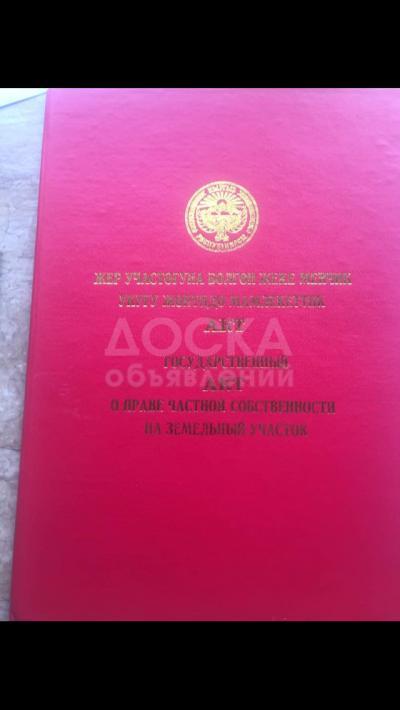 ЖЕР УЧАСТОГУНА БОЛГОН ЖЕКЕ МЕНЧИК
УКУГУ ЖӨНҮНДӨ МАМЛЕКЕТТИК
АКТ
ДОСКА
ОБЪЯВЛЕНИЙ
ГОСУДАРСТВЕННЫЙ
АКТ
О ПРАВЕ ЧАСТНОЙ СОБСТВЕННОСТИ
НА ЗЕМЕЛЬНЫЙ УЧАСТОК